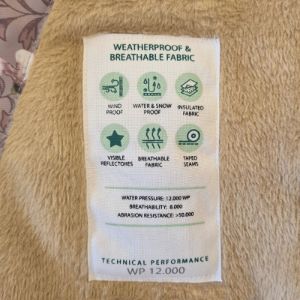 WEATHERPROOF &
BREATHABLE FABRIC
WIND
PROOF
WATER & SNOW
PROOF
INSULATED
FABRIC
VISIBLE
REFLECTORES
BREATHABLE
FABRIC
TAPED
SEAMS
WATER PRESSURE: 12.000 WP
BREATHABILITY: 8.000
ABRASION RESISTANCE: >50.000
TECHNICAL PERFORMANCE
WP 12.000